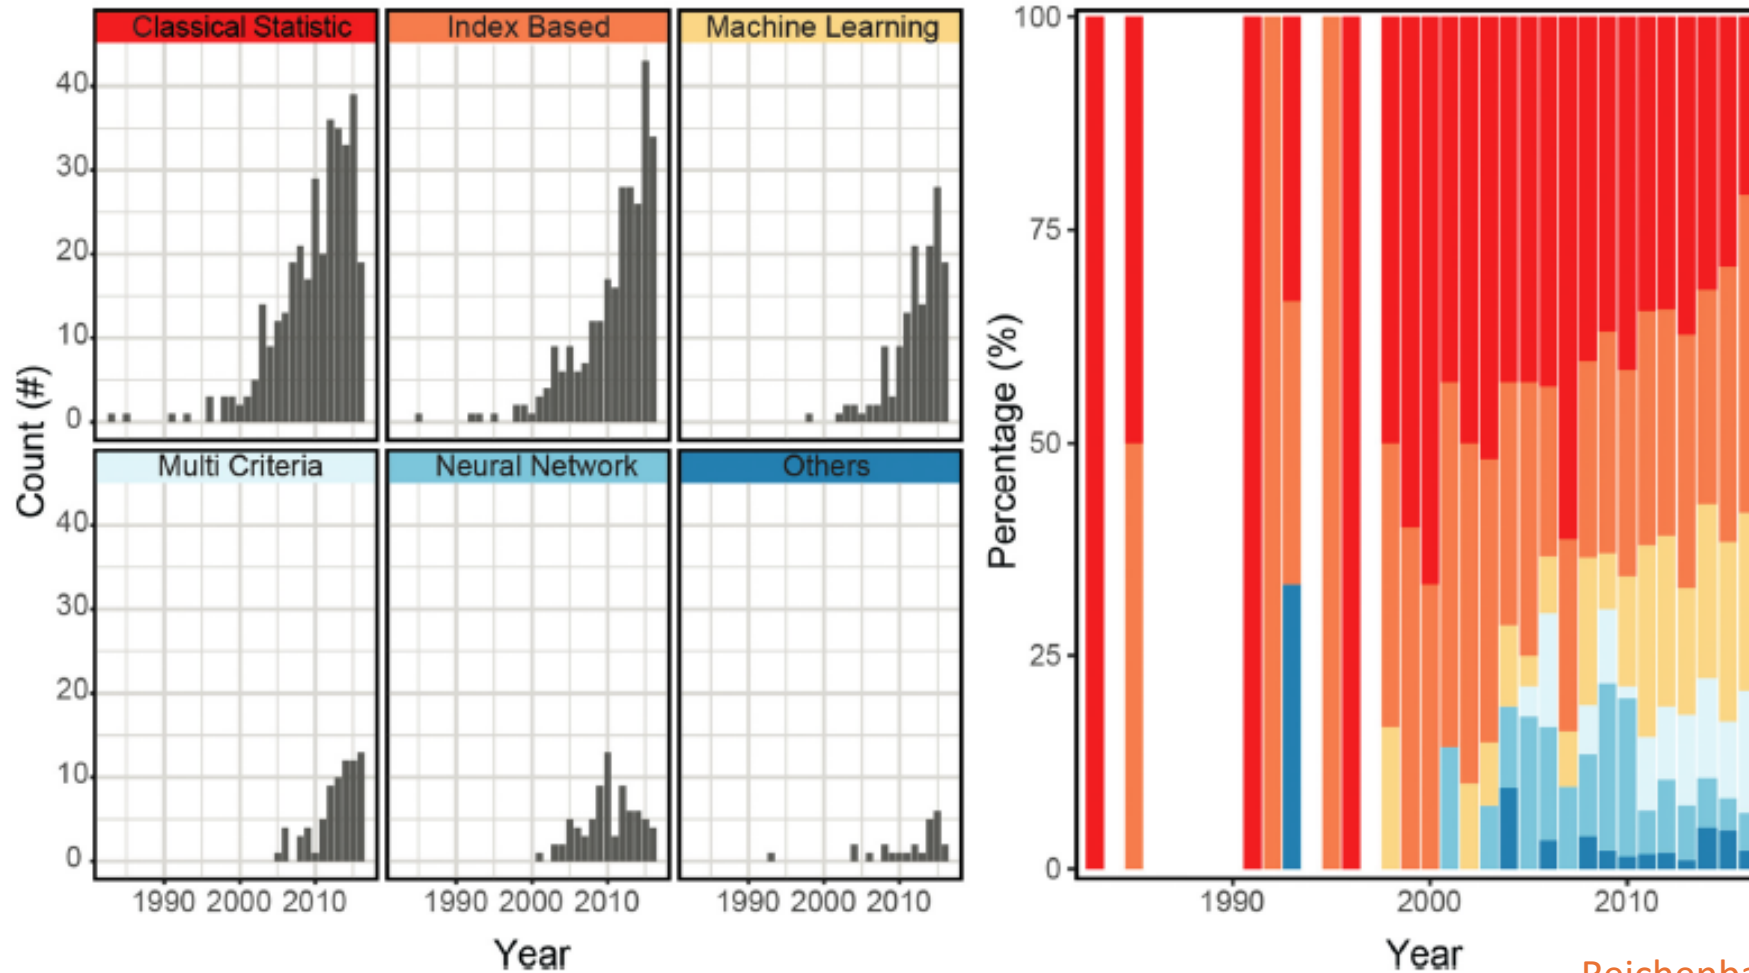 Classical Statistic Index Based Machine Learning
40
30
20
10
0
Multi Criteria Neural Network Others
40
30
20
10
0
1990 2000 2010 1990 2000 2010 1990 2000 2010
Count (#)
Year
100
75
50
25
0
Percentage (%)
1990 2000 2010
Year